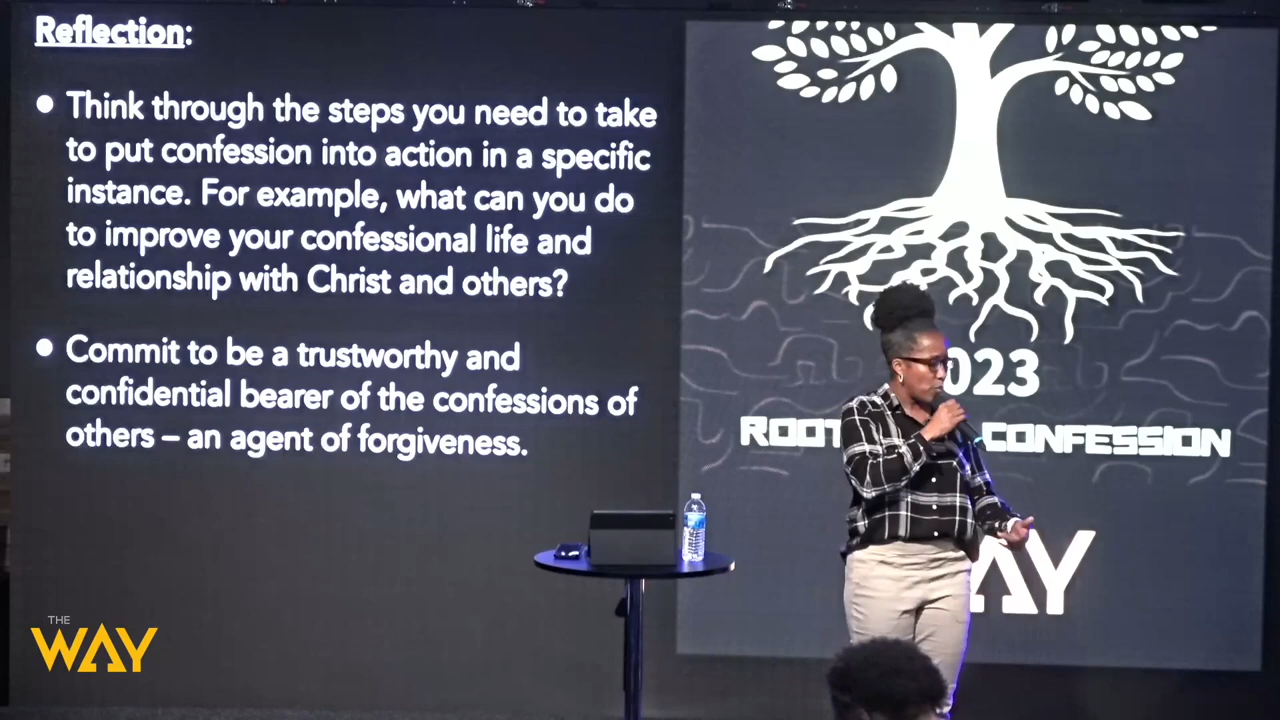 Reflection:
Think through the steps you need to take
to put confession into action in a specific
instance. For example, what can you do
to improve your confessional life and
relationship with Christ and others?
Commit to be a trustworthy and
confidential bearer of the confessions of
others – an agent of forgiveness.
THE
WAY
023
ROOT CONFESSION
AY